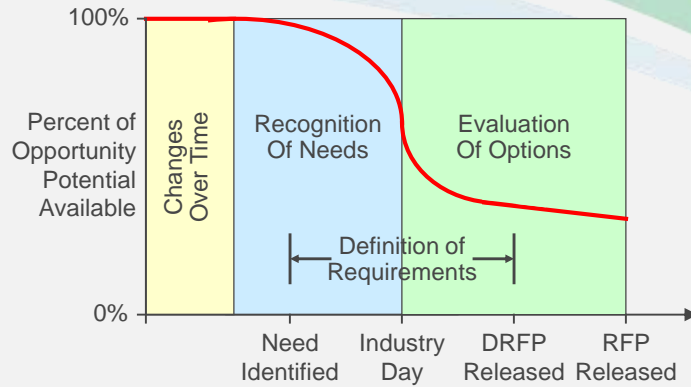 100%
Percent of
Opportunity
Potential
Available
0%
Changes
Over Time
Recognition
Of Needs
Evaluation
Of Options
Definition of
Requirements
Need
Identified
Industry
Day
DRFP
Released
RFP
Released